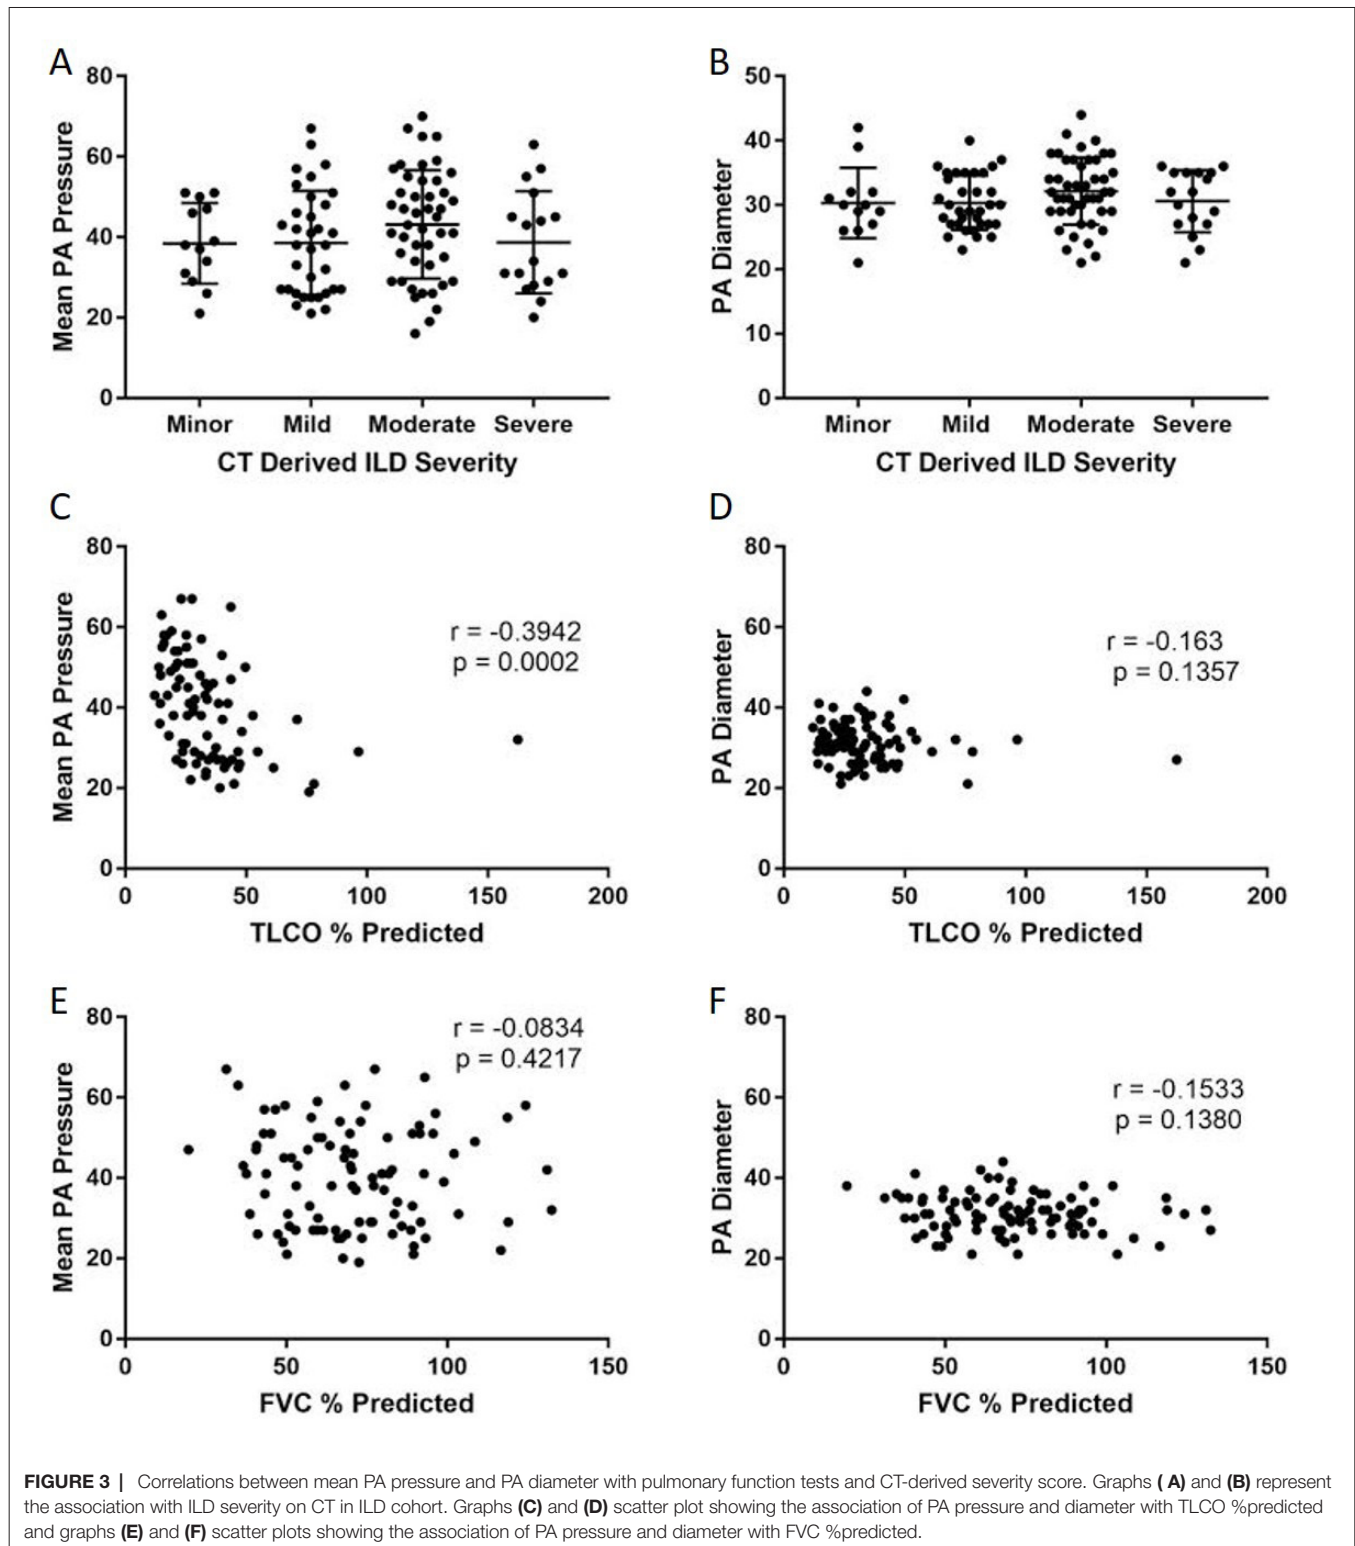 A
80
60
40
20
0
Mean PA Pressure
Minor Mild Moderate Severe
CT Derived ILD Severity
B
50
40
30
20
10
0
PA Diameter
Minor Mild Moderate Severe
CT Derived ILD Severity
C
80
60
40
20
0
Mean PA Pressure
r = -0.3942
p = 0.0002
0 50 100 150 200
TLCO % Predicted
D
80
60
40
20
0
PA Diameter
r = -0.163
p = 0.1357
0 50 100 150 200
TLCO % Predicted
E
80
60
40
20
0
Mean PA Pressure
r = -0.0834
p = 0.4217
0 50 100 150
FVC % Predicted
F
80
60
40
20
0
PA Diameter
r = -0.1533
p = 0.1380
0 50 100 150
FVC % Predicted
FIGURE 3 | Correlations between mean PA pressure and PA diameter with pulmonary function tests and CT-derived severity score. Graphs ( A) and (B) represent
the association with ILD severity on CT in ILD cohort. Graphs (C) and (D) scatter plot showing the association of PA pressure and diameter with TLCO %predicted
and graphs (E) and (F) scatter plots showing the association of PA pressure and diameter with FVC %predicted.